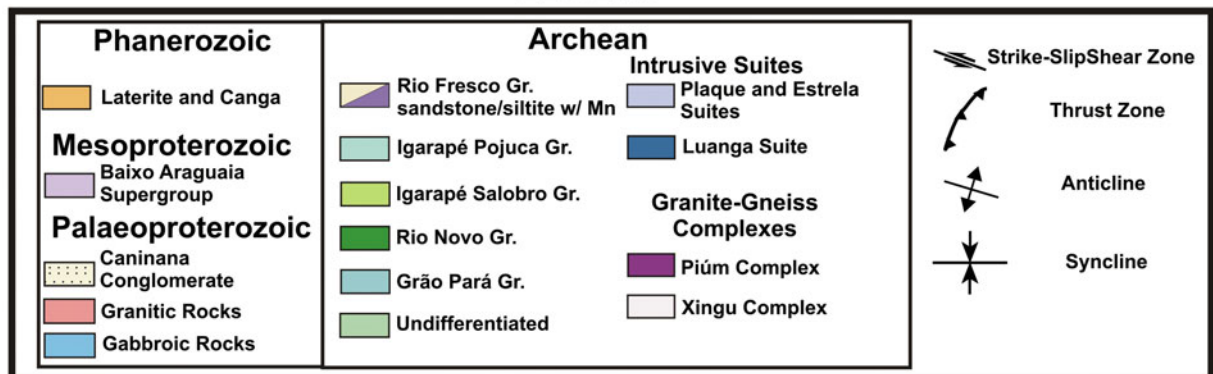 Phanerozoic
Laterite and Canga
Mesoproterozoic
Baixo Araguaia
Supergroup
Palaeoproterozoic
Caninana
Conglomerate
Granitic Rocks
Gabbroic Rocks
Archean
Rio Fresco Gr.
sandstone/siltite w/ Mn
Igarapé Pojuca Gr.
Igarapé Salobro Gr.
Rio Novo Gr.
Grão Pará Gr.
Undifferentiated
Intrusive Suites
Plaque and Estrela
Suites
Luanga Suite
Granite-Gneiss
Complexes
Piúm Complex
Xingu Complex
Strike-SlipShear Zone
Thrust Zone
Anticline
Syncline